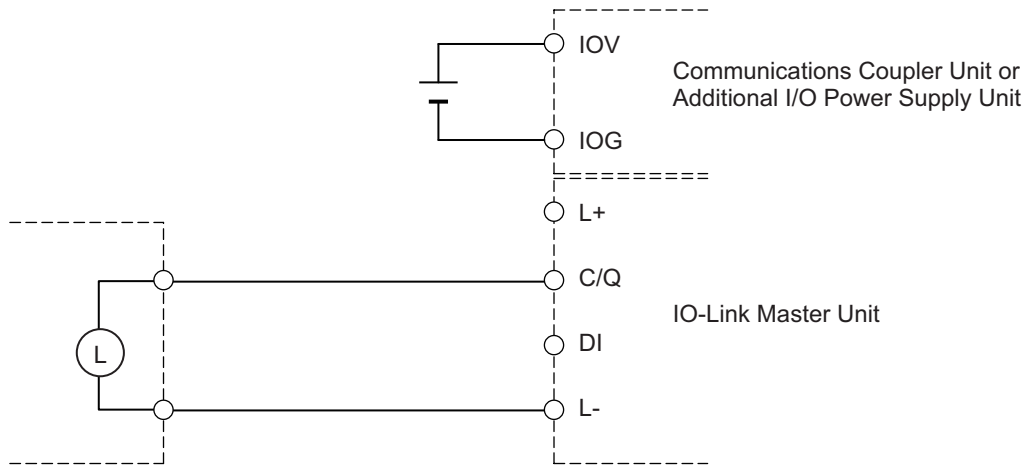 IOV
Communications Coupler Unit or
Additional I/O Power Supply Unit
IOG
L+
C/Q
IO-Link Master Unit
DI
L
L-